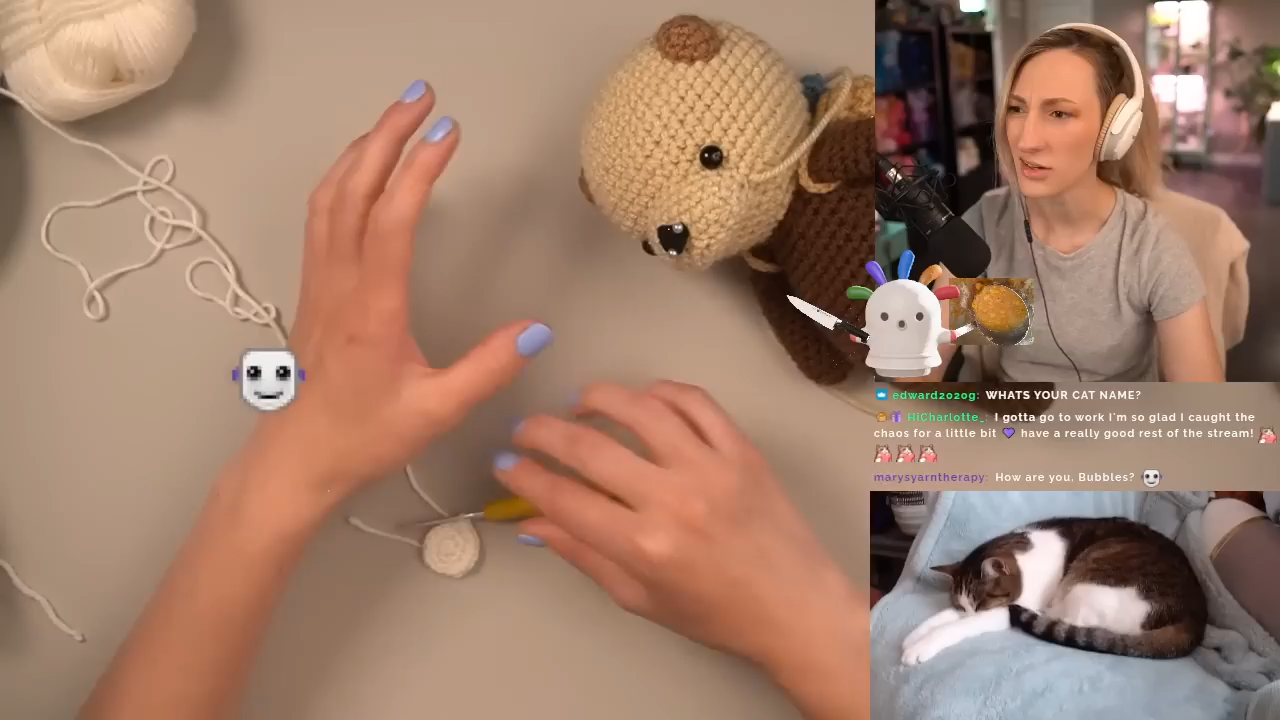 edward2020g: WHATS YOUR CAT NAME?
HiCharlotte_: I gotta go to work I'm so glad I caught the
chaos for a little bit 💜 have a really good rest of the stream!
marysyarntherapy: How are you, Bubbles?